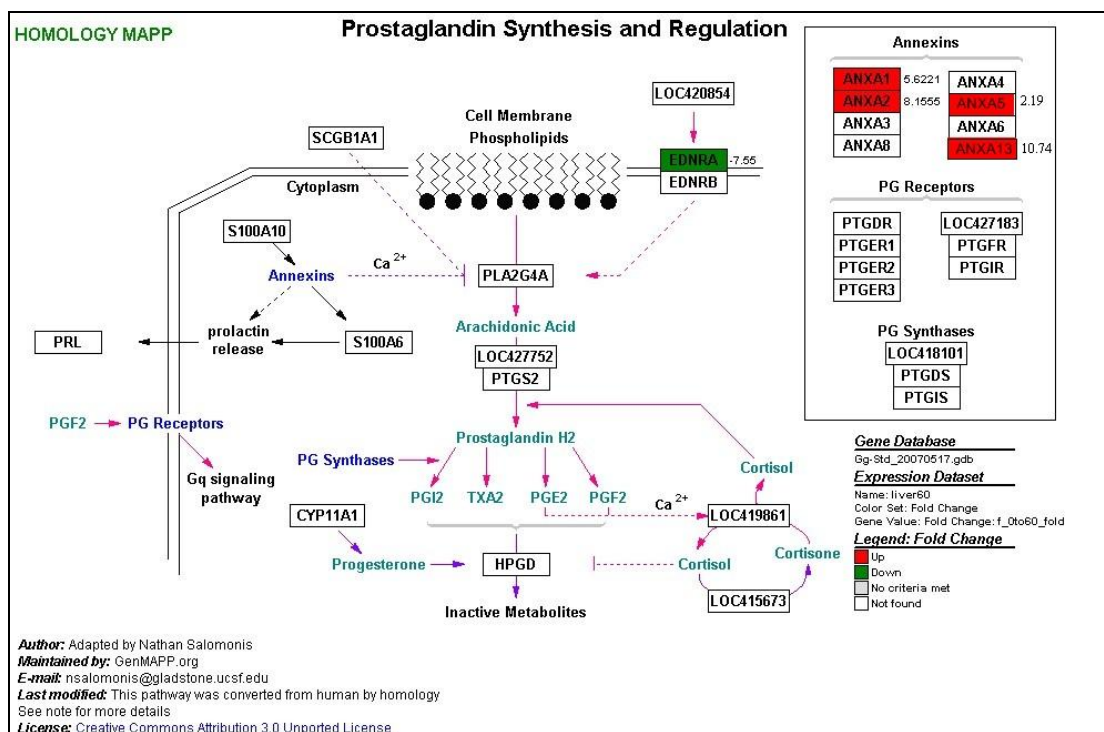 HOMOLOGY MAPP
Prostaglandin Synthesis and Regulation
Annexins
ANXA1 5.6221
ANXA2 8.1555
ANXA3
ANXA8
ANXA4
ANXA5 2.19
ANXA6
ANXA13 10.74
PG Receptors
PTGDR
PTGER1
PTGER2
PTGER3
LOC427183
PTGFR
PTGIR
PG Synthases
LOC418101
PTGDS
PTGIS
LOC420854
SCGB1A1
Cell Membrane
Phospholipids
EDNRA -7.55
EDNRB
Cytoplasm
S100A10
Annexins
Ca 2+
PLA2G4A
prolactin
release
PRL
S100A6
Arachidonic Acid
LOC427752
PTGS2
PGF2
PG Receptors
Gq signaling
pathway
Prostaglandin H2
PG Synthases
PGI2
TXA2
PGE2
PGF2
Ca 2+
Cortisol
LOC419861
CYP11A1
Progesterone
HPGD
Cortisol
Cortisone
LOC415673
Inactive Metabolites
Gene Database
Gg-Std_20070517.gdb
Expression Dataset
Name: liver60
Color Set: Fold Change
Gene Value: Fold Change: f_0to60_fold
Legend: Fold Change
Up
Down
No criteria met
Not found
Author: Adapted by Nathan Salomonis
Maintained by: GenMAPP.org
E-mail: nsalomonis@gladstone.ucsf.edu
Last modified: This pathway was converted from human by homology
See note for more details
License: Creative Commons Attribution 3.0 Unported License